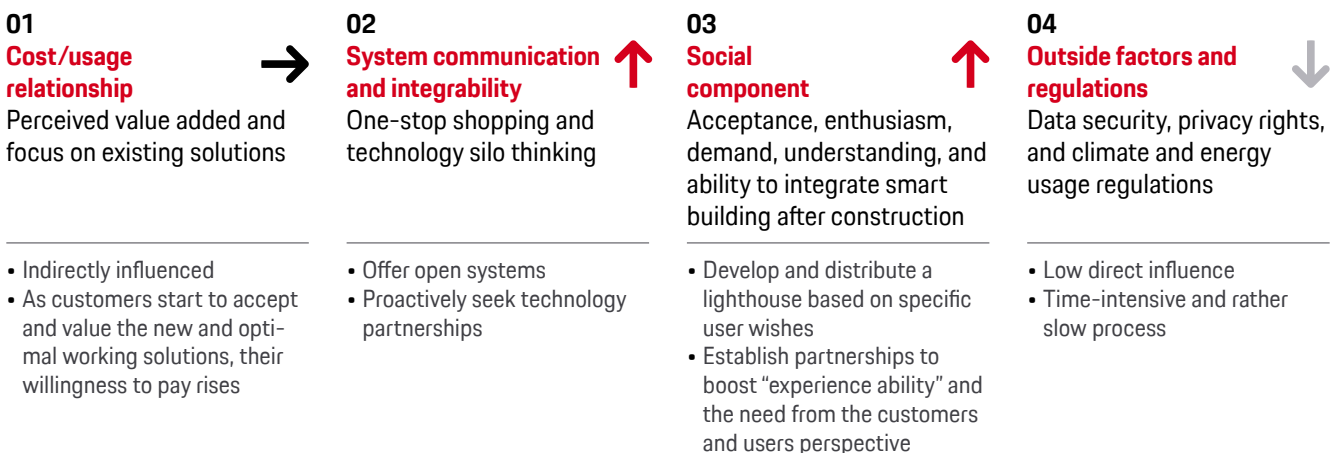 01
Cost/usage
relationship
Perceived value added and
focus on existing solutions
• Indirectly influenced
• As customers start to accept
and value the new and opti-
mal working solutions, their
willingness to pay rises
02
System communication
and integrability
One-stop shopping and
technology silo thinking
• Offer open systems
• Proactively seek technology
partnerships
03
Social
component
Acceptance, enthusiasm,
demand, understanding, and
ability to integrate smart
building after construction
• Develop and distribute a
lighthouse based on specific
user wishes
• Establish partnerships to
boost “experience ability” and
the need from the customers
and users perspective
04
Outside factors and
regulations
Data security, privacy rights,
and climate and energy
usage regulations
• Low direct influence
• Time-intensive and rather
slow process